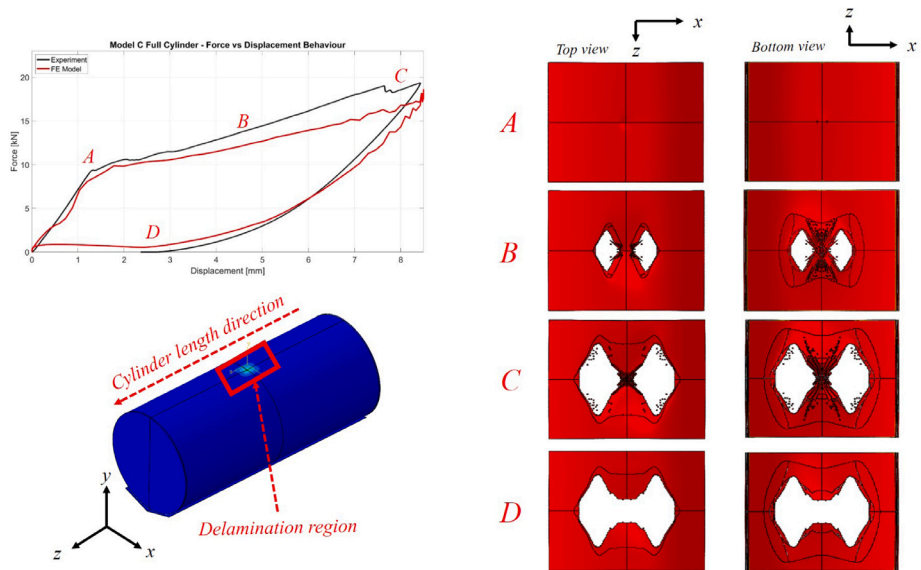 Model C Full Cylinder - Force vs Displacement Behaviour
Experiment
FE Model
Force [kN]
20
15
10
5
0
A
B
C
D
0 1 2 3 4 5 6 7 8
Displacement [mm]
Cylinder length direction
Delamination region
y
z
x
Top view
x
z
Bottom view
z
x
A
B
C
D